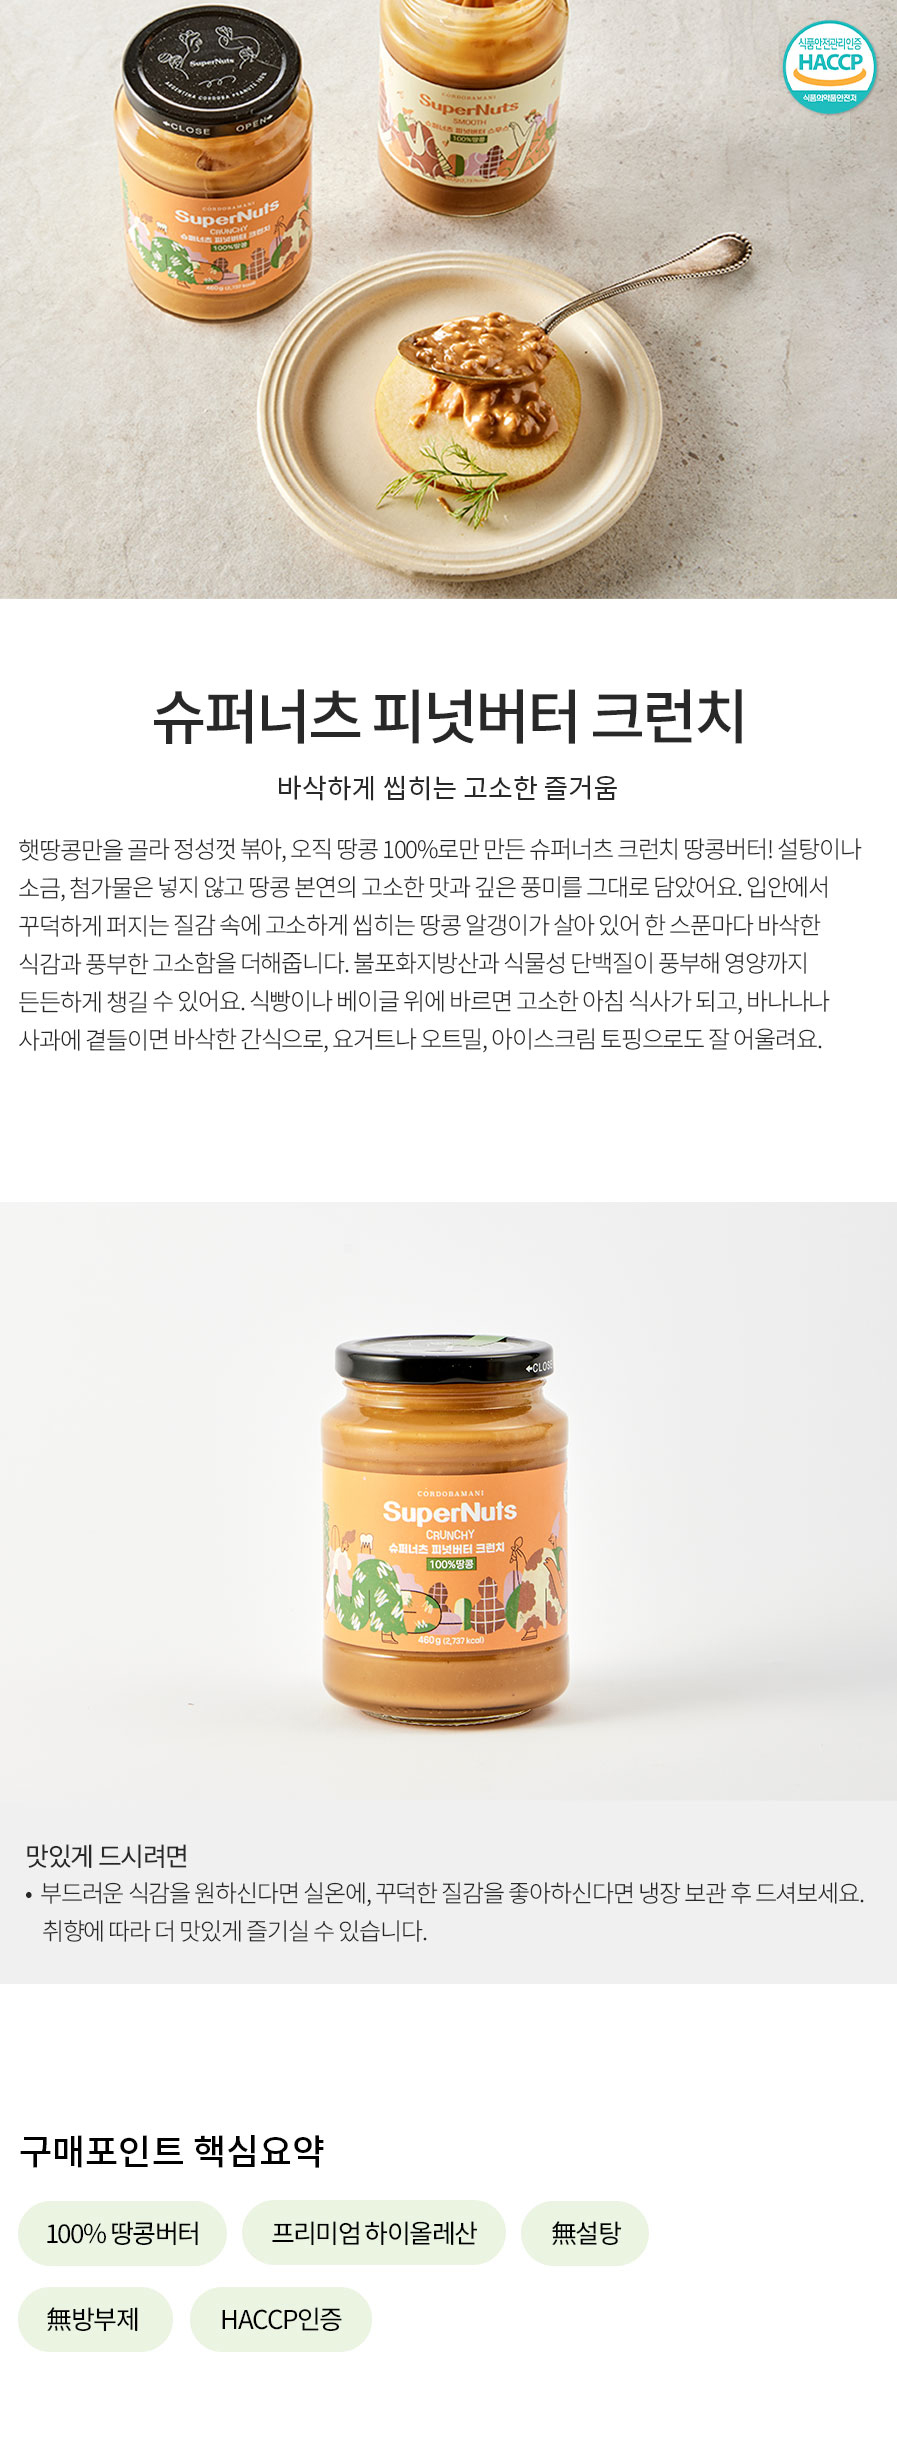 SuperNuts
ARGENTINA CORDOBA PEANUTS 100%
←CLOSE OPEN→
CORDOBAMANI
SuperNuts
CRUNCHY
슈퍼너츠 피넛버터 크런치
100%땅콩
460g (2,737 kcal)
CORDOBAMANI
SuperNuts
SMOOTH
슈퍼너츠 피넛버터 스무스
100%땅콩
식품안전관리인증
HACCP
식품의약품안전처
슈퍼너츠 피넛버터 크런치
바삭하게 씹히는 고소한 즐거움
햇땅콩만을 골라 정성껏 볶아, 오직 땅콩 100%로만 만든 슈퍼너츠 크런치 땅콩버터! 설탕이나
소금, 첨가물은 넣지 않고 땅콩 본연의 고소한 맛과 깊은 풍미를 그대로 담았어요. 입안에서
꾸덕하게 퍼지는 질감 속에 고소하게 씹히는 땅콩 알갱이가 살아 있어 한 스푼마다 바삭한
식감과 풍부한 고소함을 더해줍니다. 불포화지방산과 식물성 단백질이 풍부해 영양까지
든든하게 챙길 수 있어요. 식빵이나 베이글 위에 바르면 고소한 아침 식사가 되고, 바나나나
사과에 곁들이면 바삭한 간식으로, 요거트나 오트밀, 아이스크림 토핑으로도 잘 어울려요.
←CLOSE
CORDOBAMANI
SuperNuts
CRUNCHY
슈퍼너츠 피넛버터 크런치
100%땅콩
460g (2,737 kcal)
맛있게 드시려면
• 부드러운 식감을 원하신다면 실온에, 꾸덕한 질감을 좋아하신다면 냉장 보관 후 드셔보세요.
취향에 따라 더 맛있게 즐기실 수 있습니다.
구매포인트 핵심요약
100% 땅콩버터
프리미엄 하이올레산
無설탕
無방부제
HACCP인증